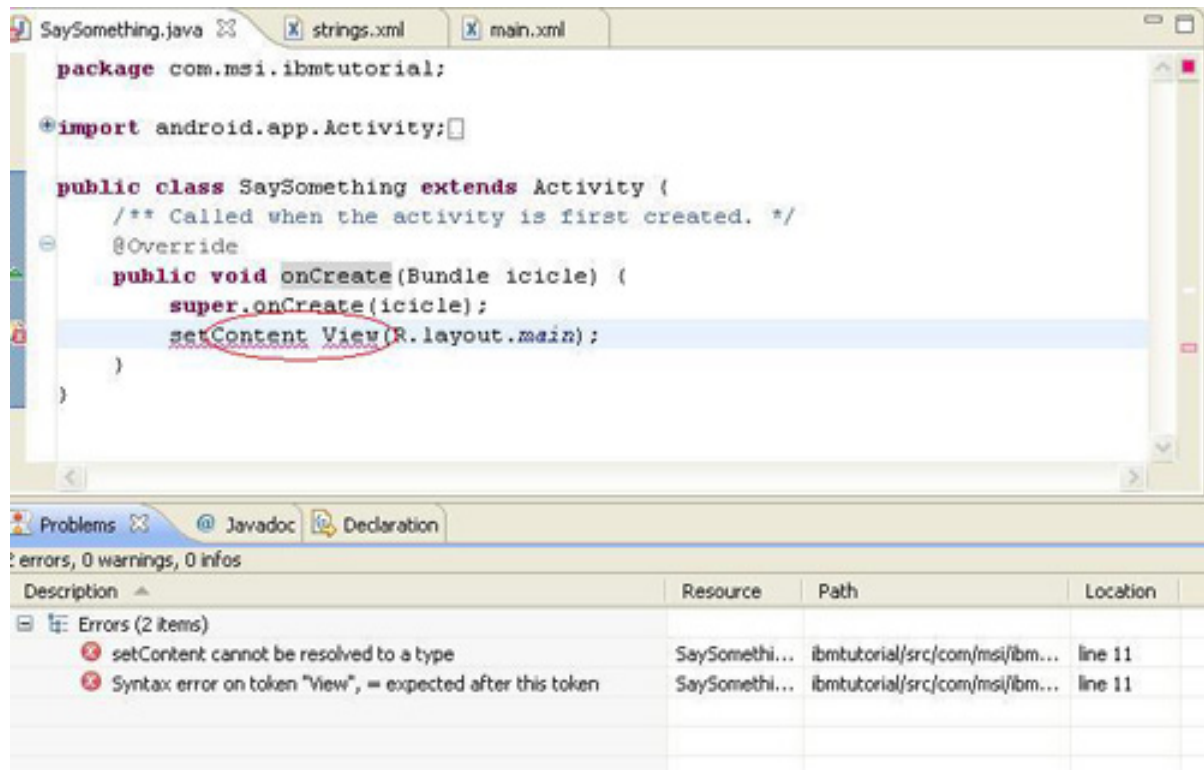 SaySomething.java strings.xml main.xml
package com.msi.ibmtutorial;
import android.app.Activity;
public class SaySomething extends Activity {
/** Called when the activity is first created. */
@Override
public void onCreate(Bundle icicle) {
super.onCreate(icicle);
setContent View(R.layout.main);
}
}
Problems @ Javadoc Declaration
errors, 0 warnings, 0 infos
Description Resource Path Location
Errors (2 items)
setContent cannot be resolved to a type SaySomethi... ibmtutorial/src/com/msi/ibm... line 11
Syntax error on token "View", = expected after this token SaySomethi... ibmtutorial/src/com/msi/ibm... line 11